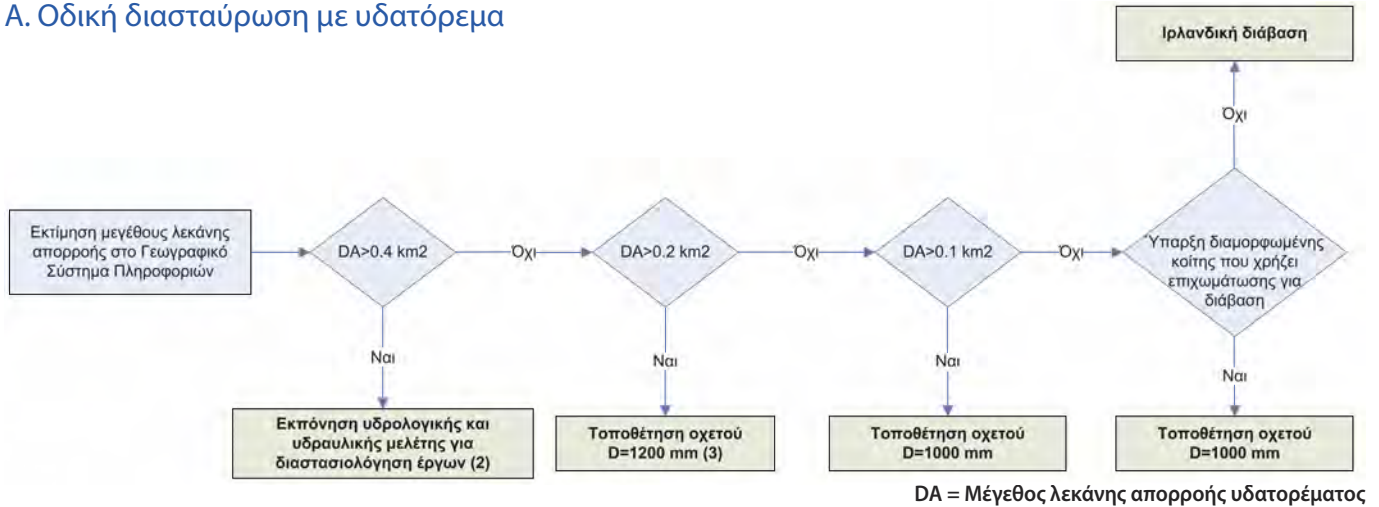 Α. Οδική διασταύρωση με υδατόρεμα
Ιρλανδική διάβαση
Όχι
Εκτίμηση μεγέθους λεκάνης
απορροής στο Γεωγραφικό
Σύστημα Πληροφοριών
DA>0.4 km2
Όχι
DA>0.2 km2
Όχι
DA>0.1 km2
Όχι
Ύπαρξη διαμορφωμένης
κοίτης που χρήζει
επιχωμάτωσης για
διάβαση
Ναι
Ναι
Ναι
Ναι
Εκπόνηση υδρολογικής και
υδραυλικής μελέτης για
διαστασιολόγηση έργων (2)
Τοποθέτηση οχετού
D=1200 mm (3)
Τοποθέτηση οχετού
D=1000 mm
Τοποθέτηση οχετού
D=1000 mm
DA = Μέγεθος λεκάνης απορροής υδατορέματος